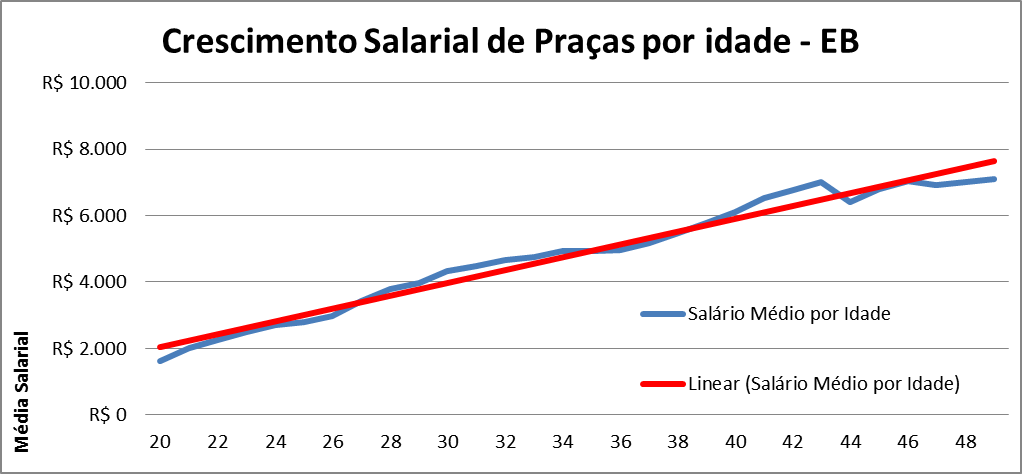 Crescimento Salarial de Praças por idade - EB
R$ 10.000
R$ 8.000
R$ 6.000
R$ 4.000
R$ 2.000
R$ 0
Média Salarial
Salário Médio por Idade
Linear (Salário Médio por Idade)
20 22 24 26 28 30 32 34 36 38 40 42 44 46 48